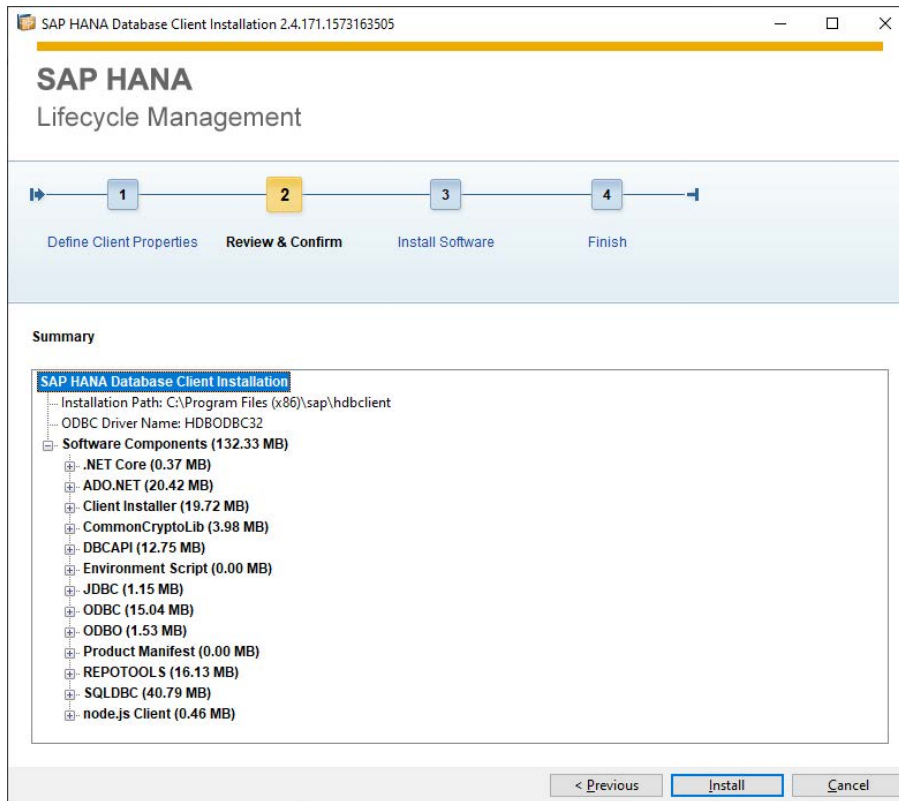 SAP HANA Database Client Installation 2.4.171.1573163505
SAP HANA
Lifecycle Management
1
2
3
4
Define Client Properties
Review & Confirm
Install Software
Finish
Summary
SAP HANA Database Client Installation
Installation Path: C:\Program Files (x86)\sap\hdbclient
ODBC Driver Name: HDBODBC32
Software Components (132.33 MB)
.NET Core (0.37 MB)
ADO.NET (20.42 MB)
Client Installer (19.72 MB)
CommonCryptoLib (3.98 MB)
DBCAPI (12.75 MB)
Environment Script (0.00 MB)
JDBC (1.15 MB)
ODBC (15.04 MB)
ODBO (1.53 MB)
Product Manifest (0.00 MB)
REPOTOOLS (16.13 MB)
SQLDBC (40.79 MB)
node.js Client (0.46 MB)
< Previous
Install
Cancel